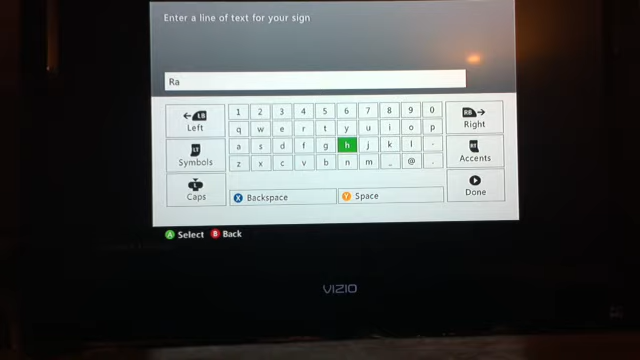 Enter a line of text for your sign
Ra
LB 1 2 3 4 5 6 7 8 9 0 RB
Left q w e r t y u i o p Right
LT a s d f g h j k l - RT
Symbols z x c v b n m _ @ . Accents
L
Caps X Backspace Y Space Done
A Select B Back
VIZIO